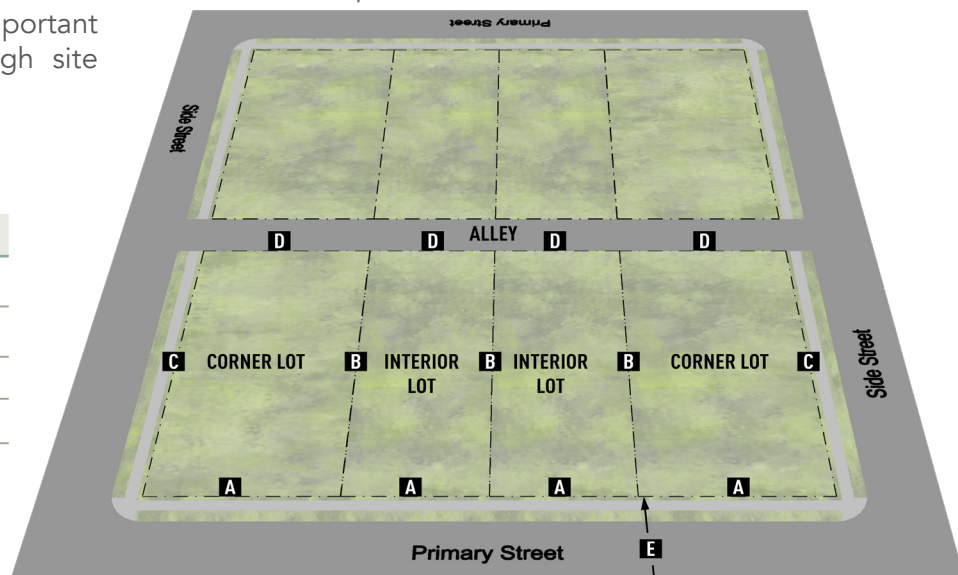 portant
gh site
Primary Street
Side Street
D
D
ALLEY
D
D
C
CORNER LOT
B
INTERIOR
LOT
B
INTERIOR
LOT
B
CORNER LOT
C
Side Street
A
A
A
A
Primary Street
E